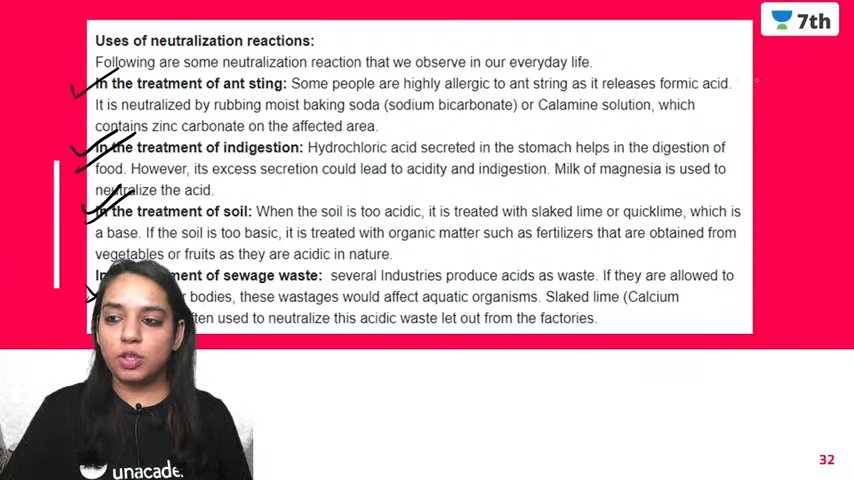 7th
Uses of neutralization reactions:
Following are some neutralization reaction that we observe in our everyday life.
In the treatment of ant sting: Some people are highly allergic to ant string as it releases formic acid.
It is neutralized by rubbing moist baking soda (sodium bicarbonate) or Calamine solution, which
contains zinc carbonate on the affected area.
In the treatment of indigestion: Hydrochloric acid secreted in the stomach helps in the digestion of
food. However, its excess secretion could lead to acidity and indigestion. Milk of magnesia is used to
neutralize the acid.
In the treatment of soil: When the soil is too acidic, it is treated with slaked lime or quicklime, which is
a base. If the soil is too basic, it is treated with organic matter such as fertilizers that are obtained from
vegetables or fruits as they are acidic in nature.
of sewage waste: several Industries produce acids as waste. If they are allowed to
bodies, these wastages would affect aquatic organisms. Slaked lime (Calcium
used to neutralize this acidic waste let out from the factories.
32